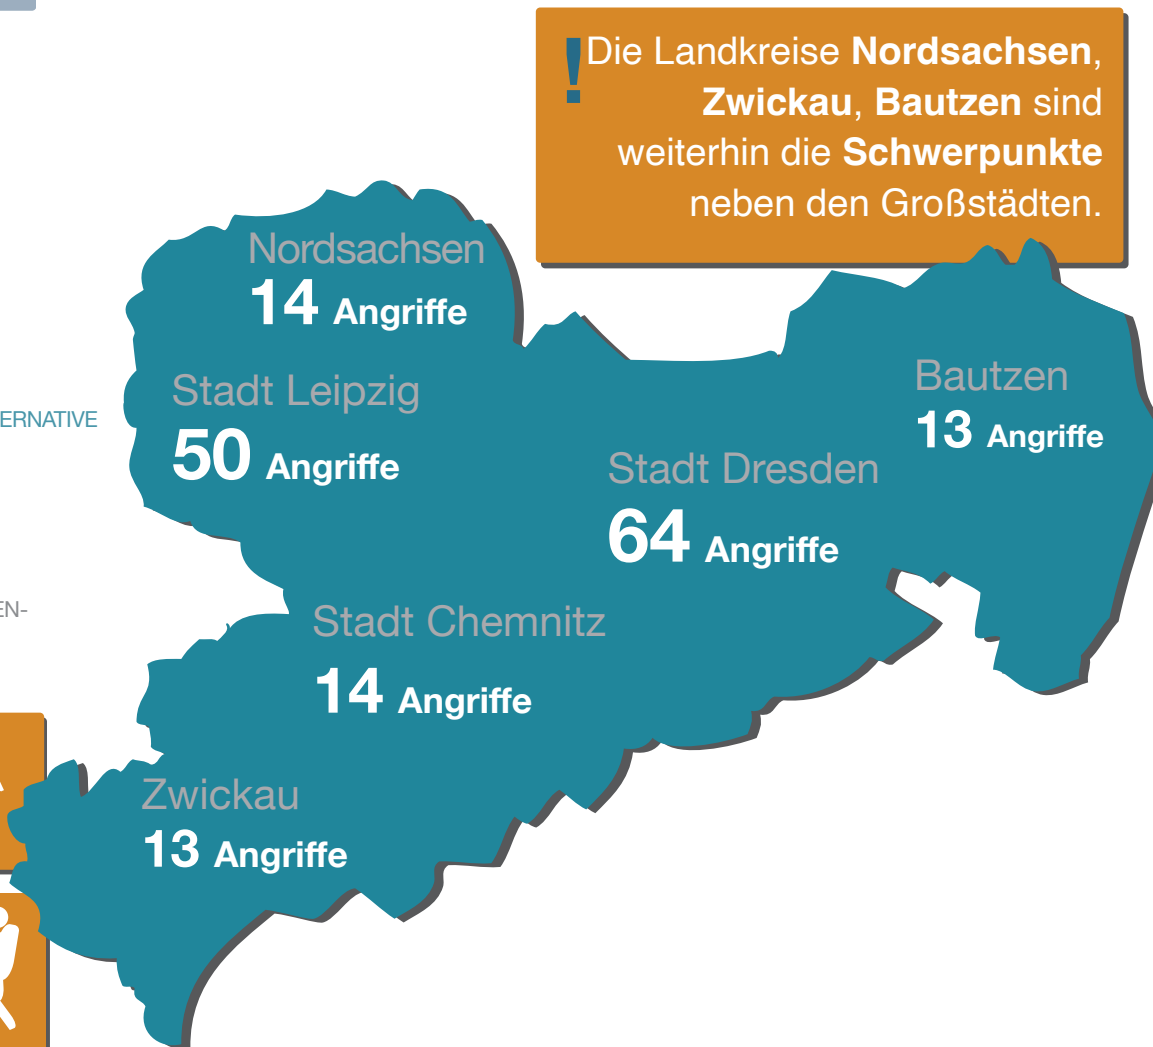 ! Die Landkreise Nordsachsen,
Zwickau, Bautzen sind
weiterhin die Schwerpunkte
neben den Großstädten.
Nordsachsen
14 Angriffe
Stadt Leipzig
50 Angriffe
Bautzen
13 Angriffe
ERNATIVE
Stadt Dresden
64 Angriffe
EN-
Stadt Chemnitz
14 Angriffe
Zwickau
13 Angriffe